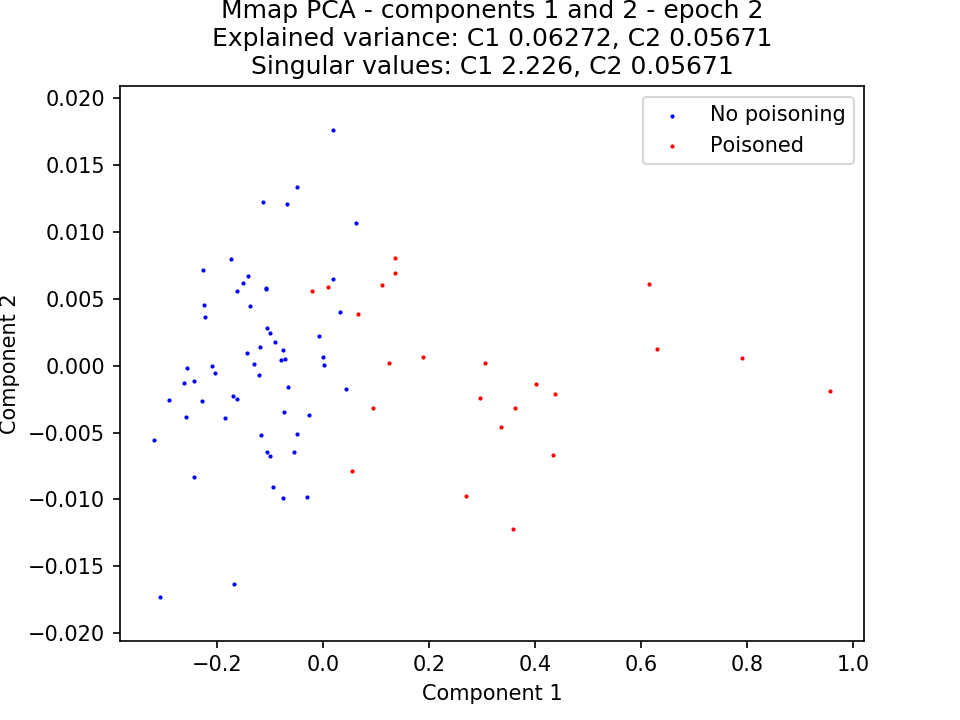 Mmap PCA - components 1 and 2 - epoch 2
Explained variance: C1 0.06272, C2 0.05671
Singular values: C1 2.226, C2 0.05671
No poisoning
Poisoned
0.020
0.015
0.010
0.005
0.000
−0.005
−0.010
−0.015
−0.020
Component 2
−0.2
0.0
0.2
0.4
0.6
0.8
1.0
Component 1